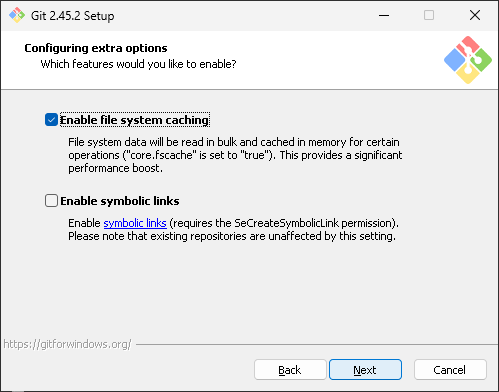 Git 2.45.2 Setup
Configuring extra options
Which features would you like to enable?
Enable file system caching
File system data will be read in bulk and cached in memory for certain
operations ("core.fscache" is set to "true"). This provides a significant
performance boost.
Enable symbolic links
Enable symbolic links (requires the SeCreateSymbolicLink permission).
Please note that existing repositories are unaffected by this setting.
https://gitforwindows.org/
Back Next Cancel